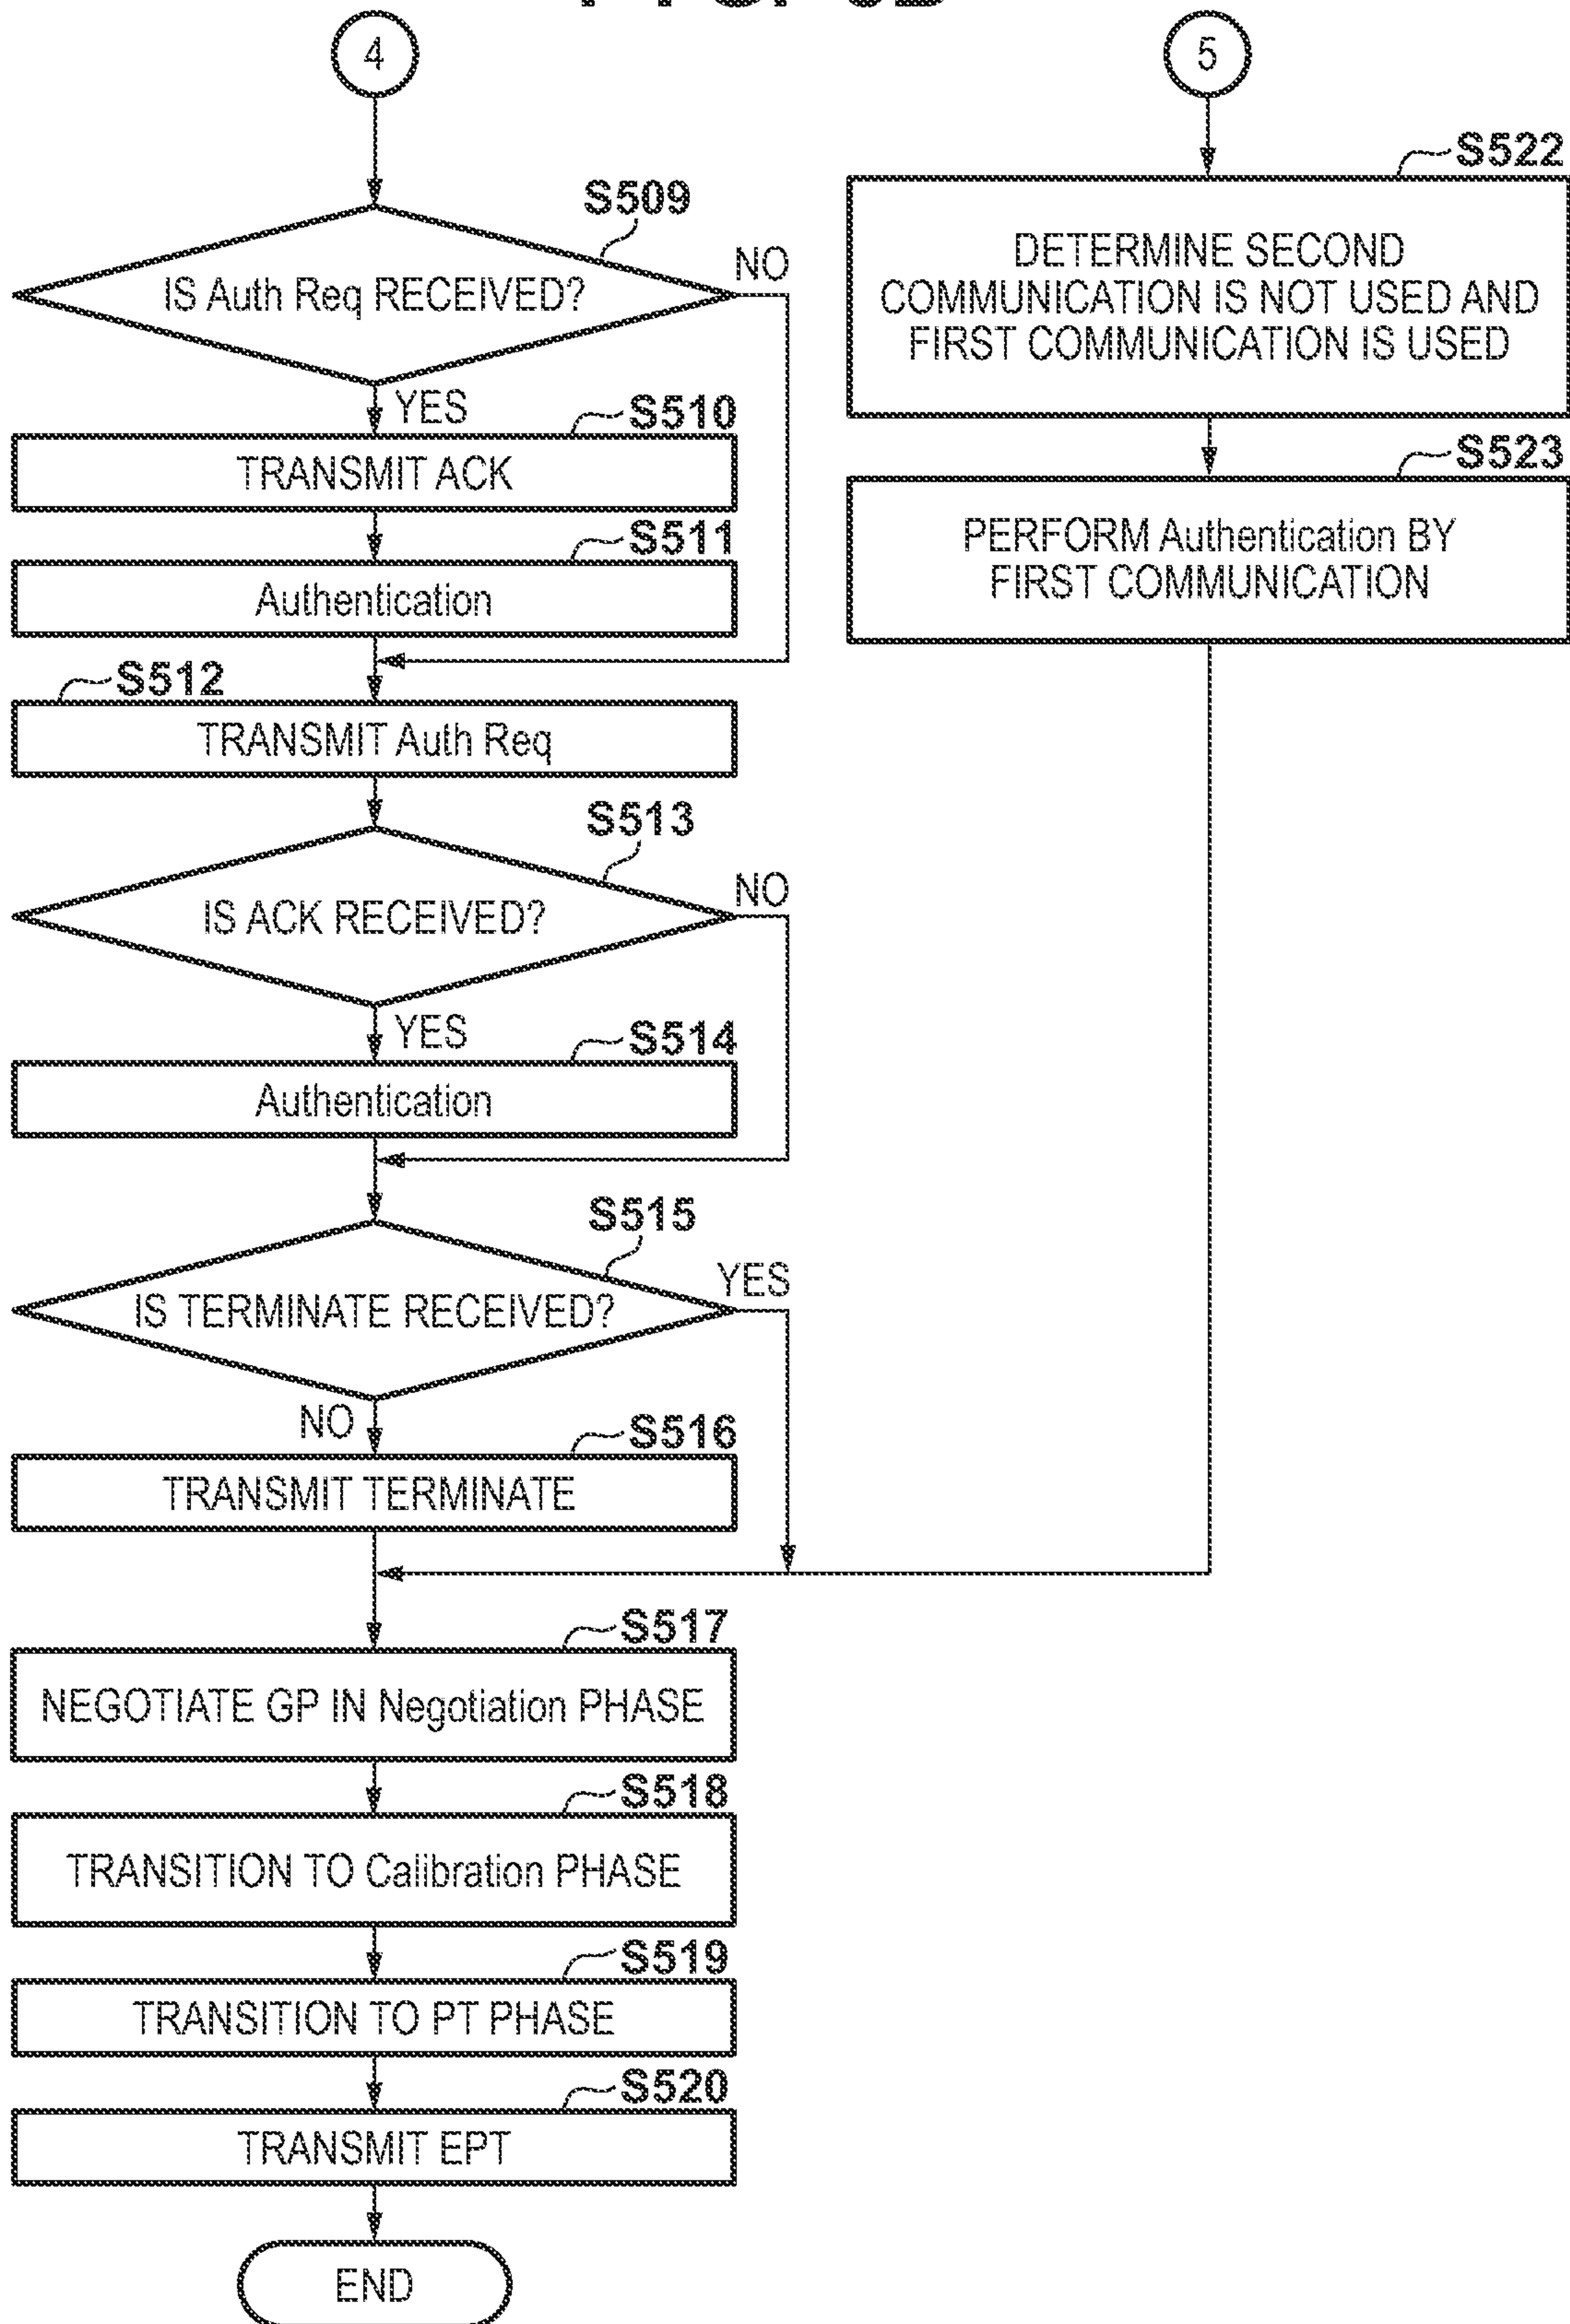 4
S509
IS Auth Req RECEIVED?
NO
YES
S510
TRANSMIT ACK
S511
Authentication
S512
TRANSMIT Auth Req
S513
IS ACK RECEIVED?
NO
YES
S514
Authentication
S515
IS TERMINATE RECEIVED?
YES
NO
S516
TRANSMIT TERMINATE
S517
NEGOTIATE GP IN Negotiation PHASE
S518
TRANSITION TO Calibration PHASE
S519
TRANSITION TO PT PHASE
S520
TRANSMIT EPT
END
5
S522
DETERMINE SECOND
COMMUNICATION IS NOT USED AND
FIRST COMMUNICATION IS USED
S523
PERFORM Authentication BY
FIRST COMMUNICATION